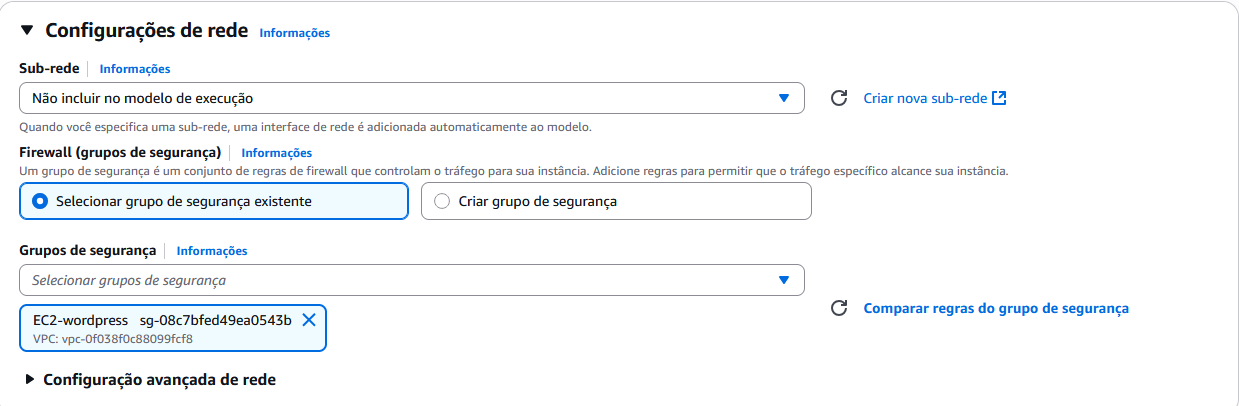 Configurações de rede Informações
Sub-rede Informações
Não incluir no modelo de execução
Criar nova sub-rede
Quando você especifica uma sub-rede, uma interface de rede é adicionada automaticamente ao modelo.
Firewall (grupos de segurança) Informações
Um grupo de segurança é um conjunto de regras de firewall que controlam o tráfego para sua instância. Adicione regras para permitir que o tráfego específico alcance sua instância.
Selecionar grupo de segurança existente
Criar grupo de segurança
Grupos de segurança Informações
Selecionar grupos de segurança
EC2-wordpress sg-08c7bfed49ea0543b
VPC: vpc-0f038f0c88099fcf8
Comparar regras do grupo de segurança
Configuração avançada de rede